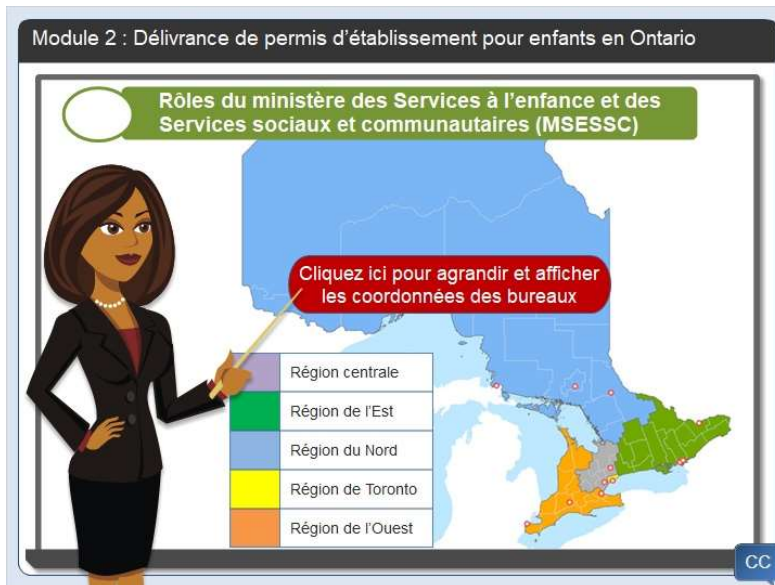 Module 2 : Délivrance de permis d’établissement pour enfants en Ontario
Rôles du ministère des Services à l’enfance et des
Services sociaux et communautaires (MSESSC)
Cliquez ici pour agrandir et afficher
les coordonnées des bureaux
Région centrale
Région de l’Est
Région du Nord
Région de Toronto
Région de l’Ouest
CC